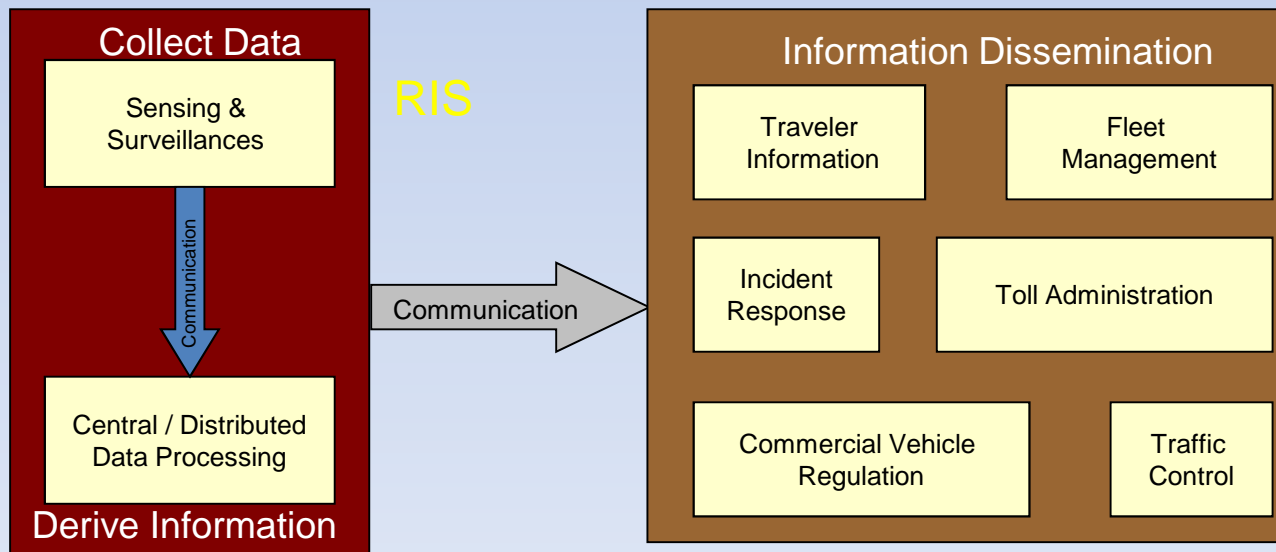 Collect Data
Sensing &
Surveillances
Communication
Central / Distributed
Data Processing
Derive Information
RIS
Communication
Information Dissemination
Traveler
Information
Fleet
Management
Incident
Response
Toll Administration
Commercial Vehicle
Regulation
Traffic
Control